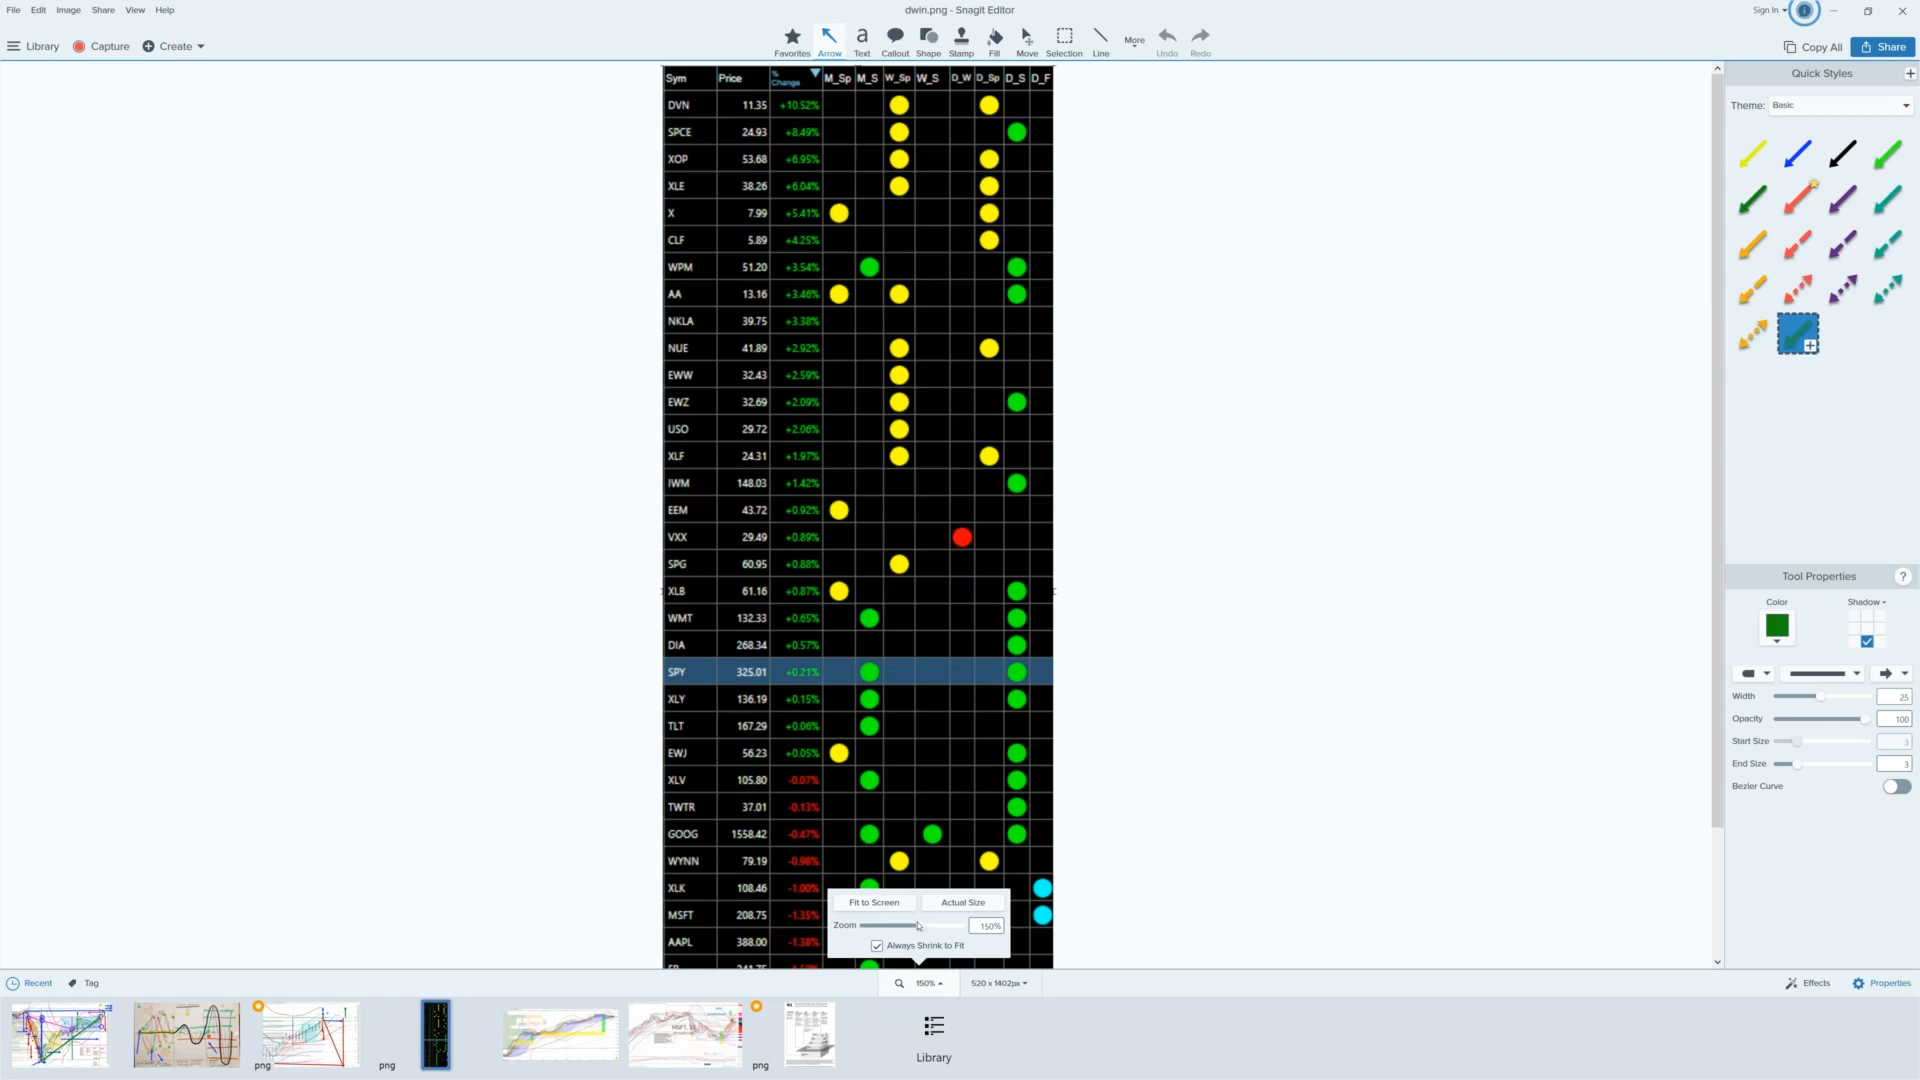 File Edit Image Share View Help
dwin.png - Snagit Editor
Sign In
Library Capture Create
Favorites Arrow Text Callout Shape Stamp Fill Move Selection Line More Undo Redo
Copy All Share
Sym Price % Change M_Sp M_S W_Sp W_S D_W D_Sp D_S D_F
DVN 11.35 +10.52%
SPCE 24.93 +8.49%
XOP 53.68 +6.95%
XLE 38.26 +6.04%
X 7.99 +5.41%
CLF 5.89 +4.25%
WPM 51.20 +3.54%
AA 13.16 +3.46%
NKLA 39.75 +3.38%
NUE 41.89 +2.92%
EWW 32.43 +2.59%
EWZ 32.69 +2.09%
USO 29.72 +2.06%
XLF 24.31 +1.97%
IWM 148.03 +1.42%
EEM 43.72 +0.92%
VXX 29.49 +0.89%
SPG 60.95 +0.88%
XLB 61.16 +0.87%
WMT 132.33 +0.65%
DIA 268.34 +0.57%
SPY 325.01 +0.21%
XLY 136.19 +0.15%
TLT 167.29 +0.06%
EWJ 56.23 +0.05%
XLV 105.80 -0.07%
TWTR 37.01 -0.13%
GOOG 1558.42 -0.47%
WYNN 79.19 -0.98%
XLK 108.46 -1.00%
MSFT 208.75 -1.35%
AAPL 388.00 -1.38%
Fit to Screen Actual Size
Zoom 150%
Always Shrink to Fit
Quick Styles
Theme: Basic
Tool Properties ?
Color Shadow
Width 25
Opacity 100
Start Size 3
End Size 3
Bezier Curve
Recent Tag
150% 520 x 1402px
Effects Properties
png
png
MSFT,
png
Library